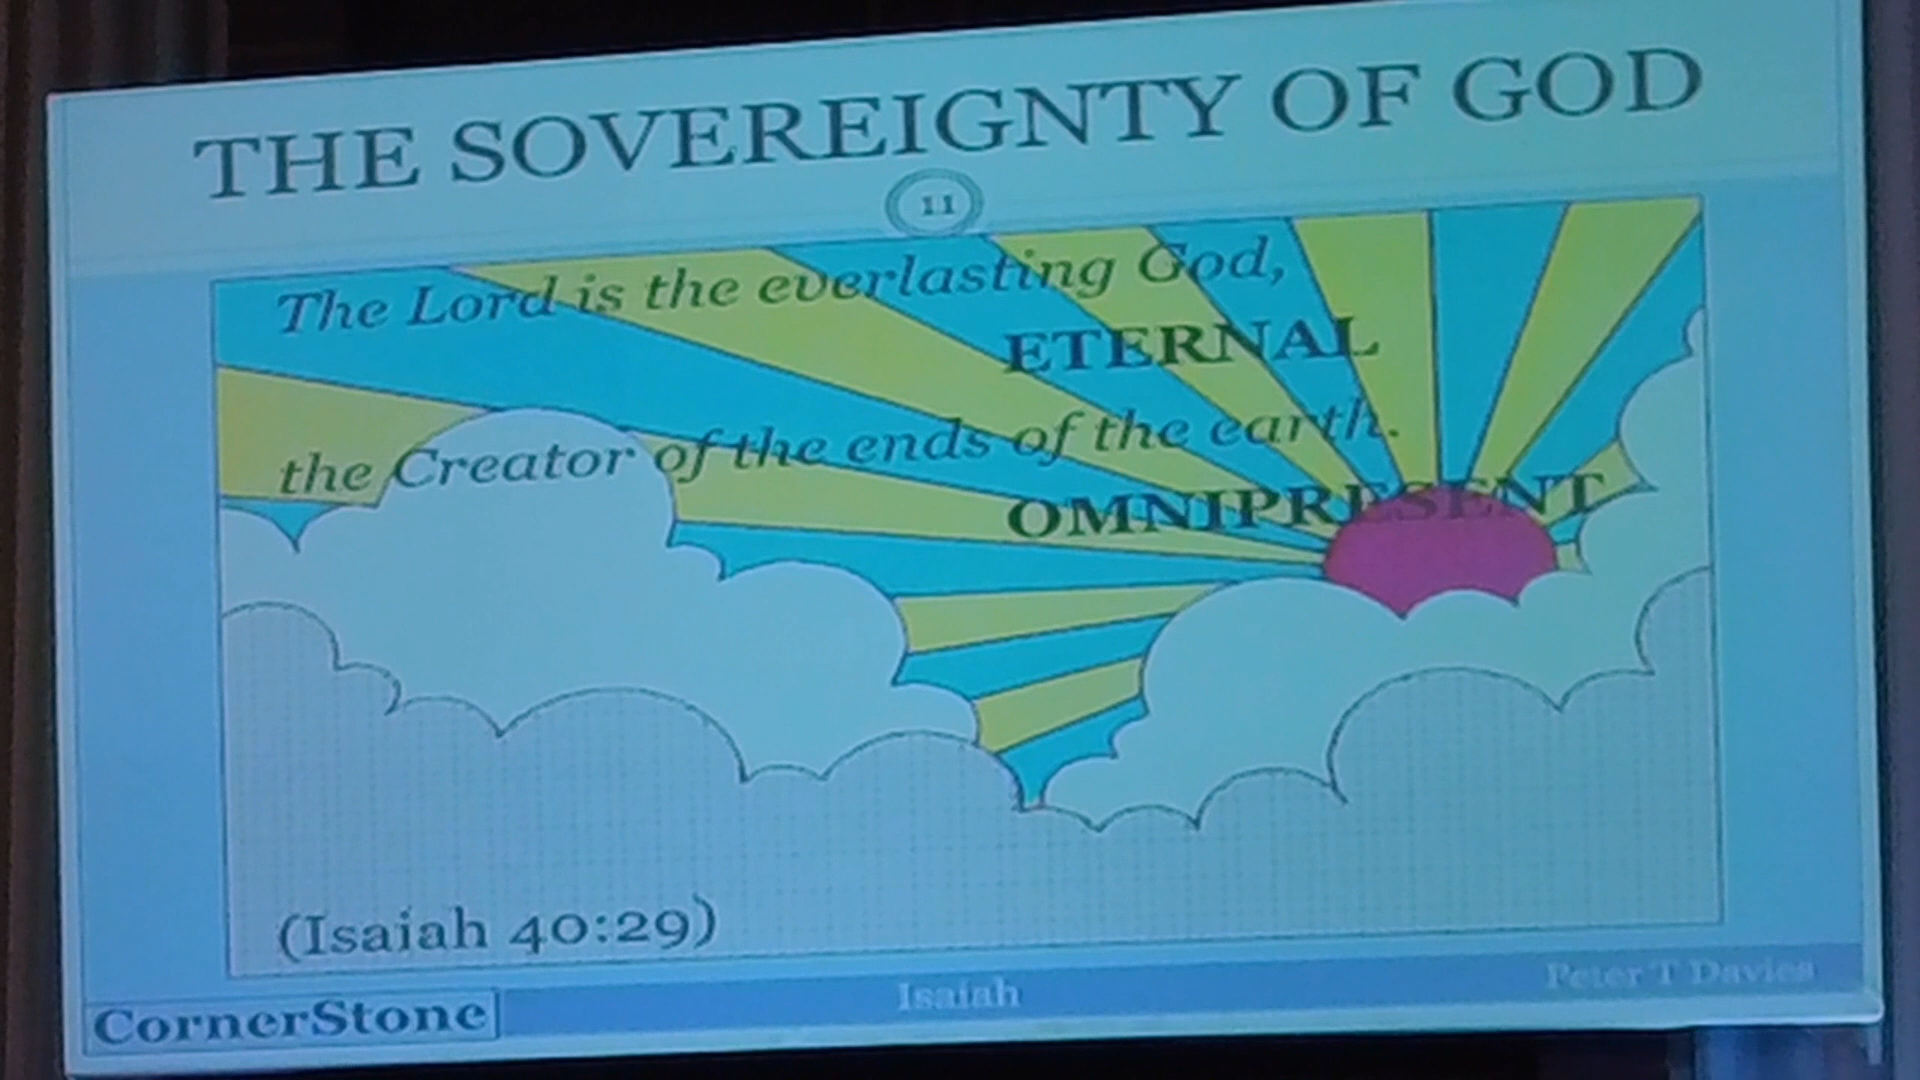 THE SOVEREIGNTY OF GOD
11
The Lord is the everlasting God,
ETERNAL
the Creator of the ends of the earth.
OMNIPRESENT
(Isaiah 40:29)
CornerStone
Isaiah
Peter T Davies